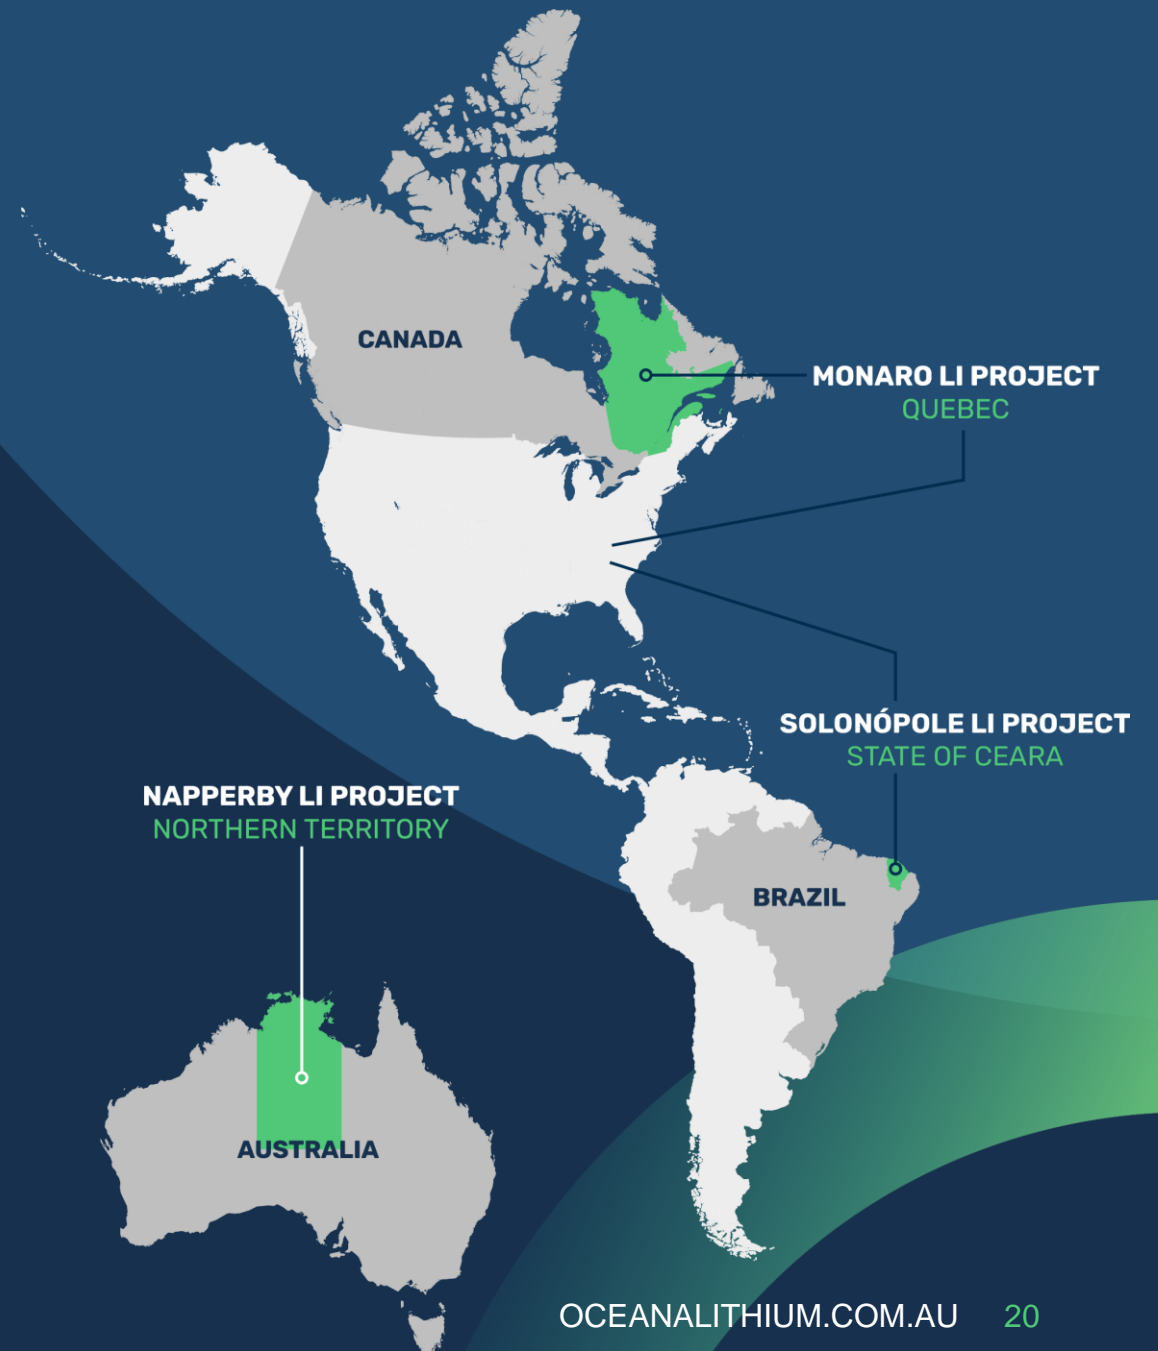 CANADA
MONARO LI PROJECT
QUEBEC
SOLONÓPOLE LI PROJECT
STATE OF CEARA
NAPPERBY LI PROJECT
NORTHERN TERRITORY
BRAZIL
AUSTRALIA
OCEANALITHIUM.COM.AU 20